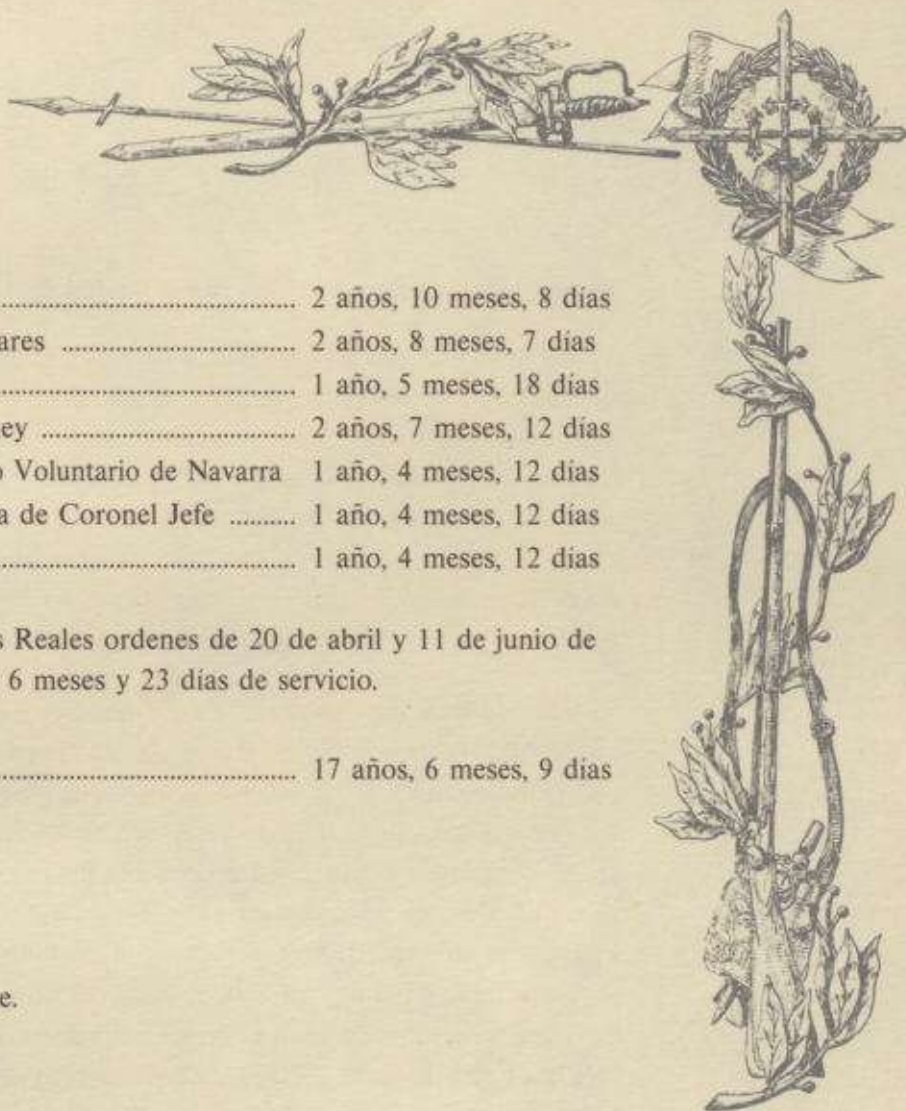 ................................................ 2 años, 10 meses, 8 días
ares .................................... 2 años, 8 meses, 7 días
................................................ 1 año, 5 meses, 18 días
ey ....................................... 2 años, 7 meses, 12 días
o Voluntario de Navarra 1 año, 4 meses, 12 días
a de Coronel Jefe .......... 1 año, 4 meses, 12 días
................................................ 1 año, 4 meses, 12 días
s Reales ordenes de 20 de abril y 11 de junio de
6 meses y 23 días de servicio.
................................................ 17 años, 6 meses, 9 días
e.